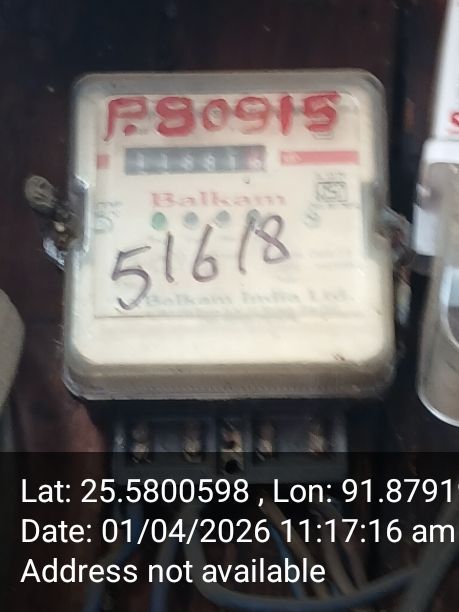 P.S0915
Balkam
S
51618
Balkam India Ltd.
Lat: 25.5800598 , Lon: 91.8791
Date: 01/04/2026 11:17:16 am
Address not available